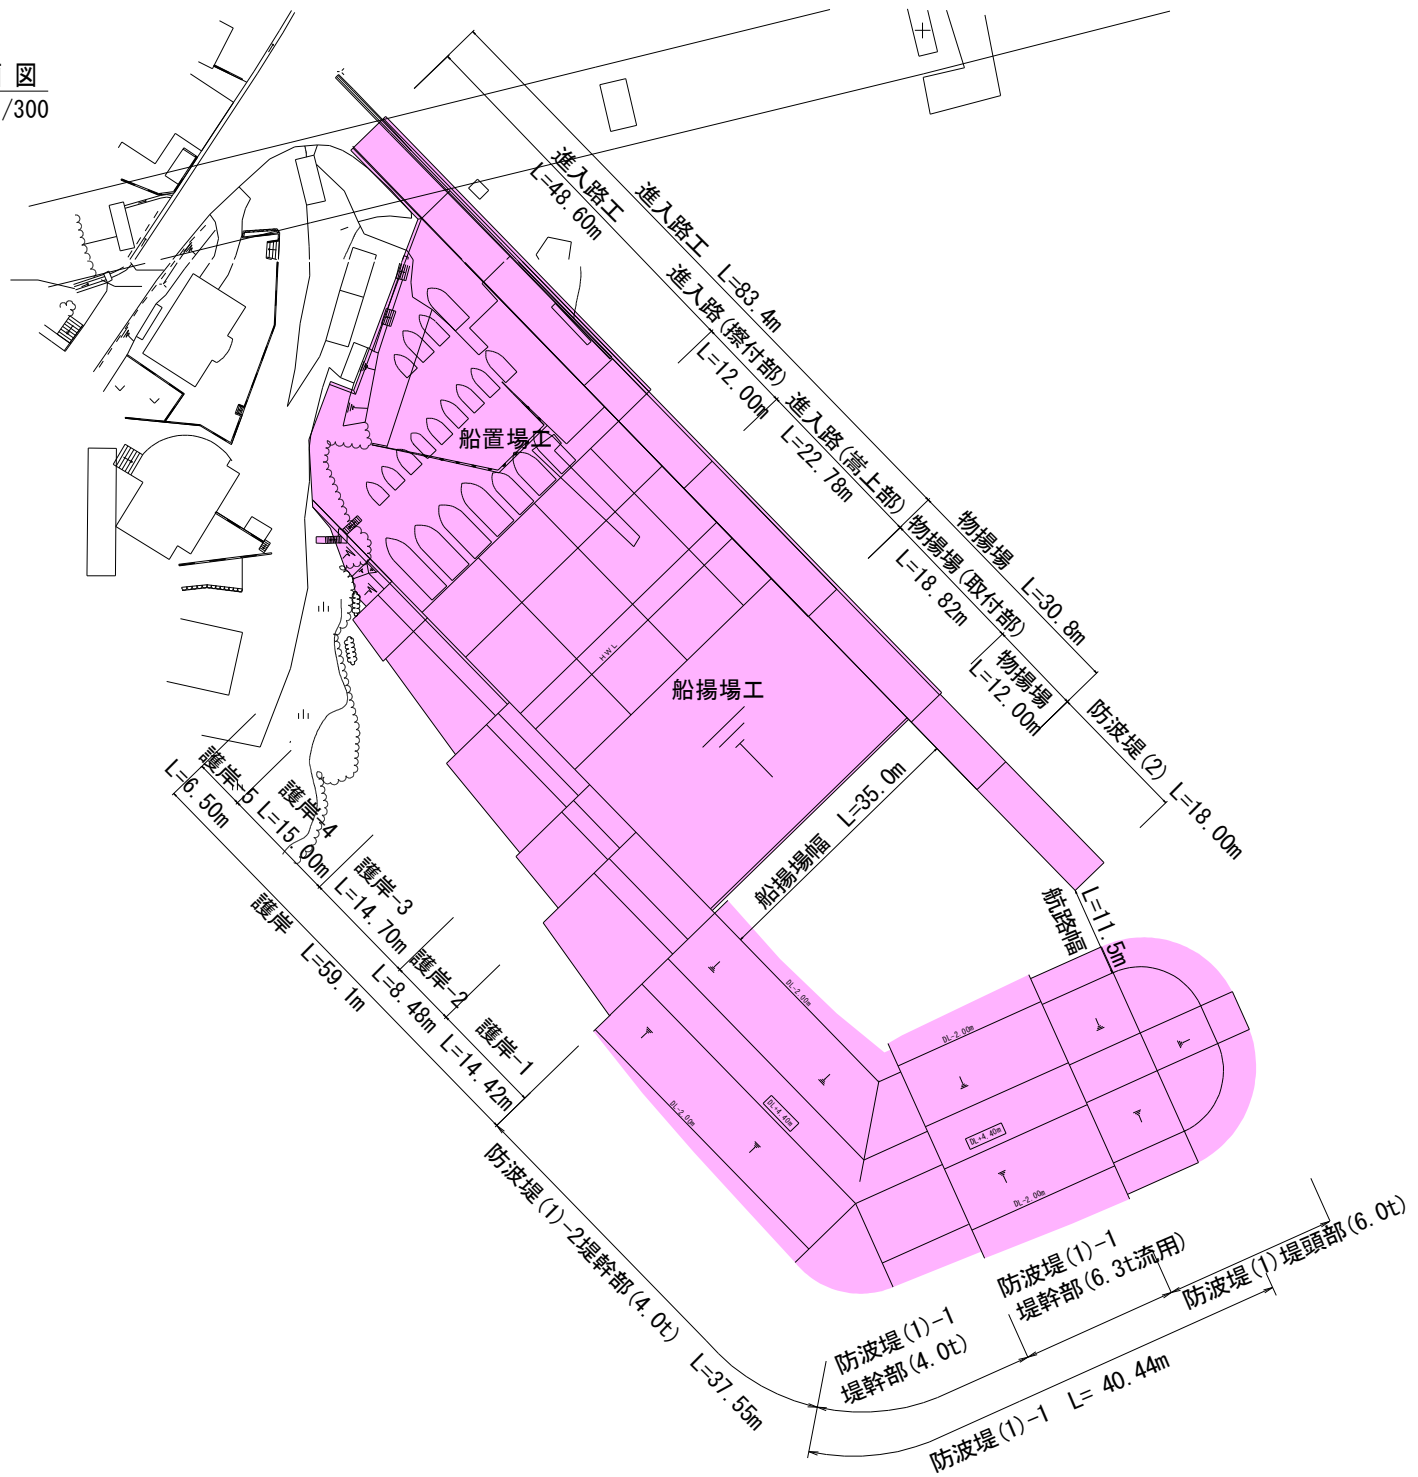 図
/300
進入路工
L=48.60m
進入路工 L=83.4m
進入路(擦付部)
L=12.00m
進入路(嵩上部)
L=22.78m
物揚場(取付部)
L=18.82m
物揚場 L=30.8m
物揚場
L=12.00m
防波堤(2) L=18.00m
船置場工
HWL
船揚場工
船揚場幅 L=35.0m
航路幅
L=11.5m
護岸-5
L=6.50m
護岸-4
L=15.00m
護岸-3
L=14.70m
護岸-2
L=8.48m
護岸-1
L=14.42m
護岸 L=59.1m
DL-2.00m
DL-2.00m
DL-2.00m
DL-2.00m
DL+4.40m
DL+4.40m
防波堤(1)-2堤幹部(4.0t) L=37.55m
防波堤(1)-1
堤幹部(4.0t)
防波堤(1)-1
堤幹部(6.3t流用)
防波堤(1)堤頭部(6.0t)
防波堤(1)-1 L= 40.44m